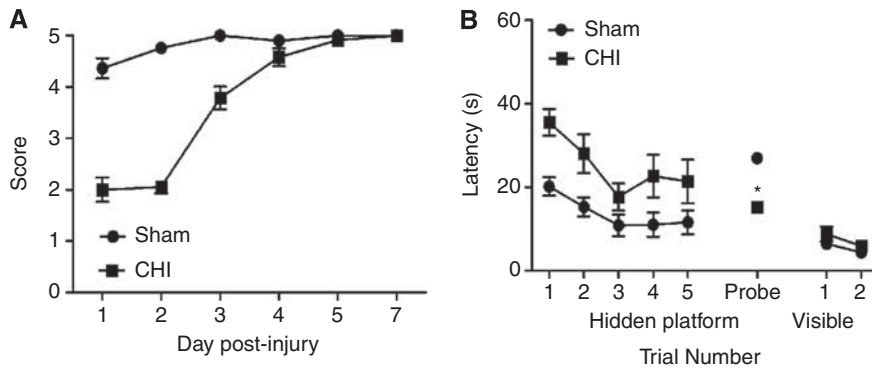 A
5
4
3
2
1
0
Score
Sham
CHI
1 2 3 4 5 7
Day post-injury
B
60
40
20
0
Latency (s)
Sham
CHI
*
1 2 3 4 5 Probe 1 2
Hidden platform Visible
Trial Number